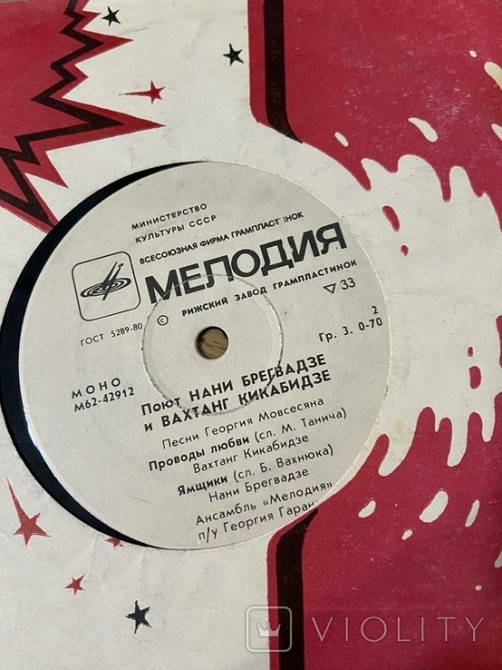 МИНИСТЕРСТВО
КУЛЬТУРЫ СССР
ВСЕСОЮЗНАЯ ФИРМА ГРАМПЛАСТИНОК
МЕЛОДИЯ
© РИЖСКИЙ ЗАВОД ГРАМПЛАСТИНОК
ГОСТ 5289-80
▽ 33
2
Гр. 3. 0-70
МОНО
М62-42912
Поют НАНИ БРЕГВАДЗЕ
и ВАХТАНГ КИКАБИДЗЕ
Песни Георгия Мовсесяна
Проводы любви (сл. М. Танича)
Вахтанг Кикабидзе
Ямщики (сл. Б. Вахнюка)
Нани Брегвадзе
Ансамбль «Мелодия»
п/у Георгия Гаран
VIOLITY